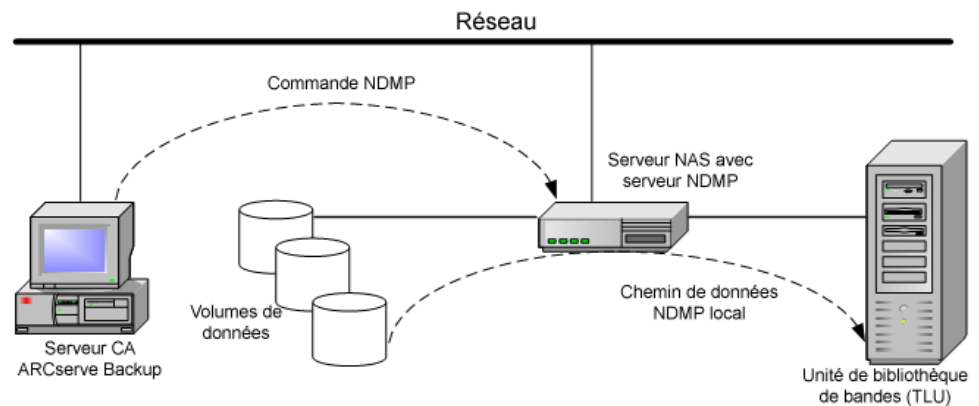 Réseau
Commande NDMP
Serveur NAS avec
serveur NDMP
Volumes de
données
Chemin de données
NDMP local
Serveur CA
ARCserve Backup
Unité de bibliothèque
de bandes (TLU)